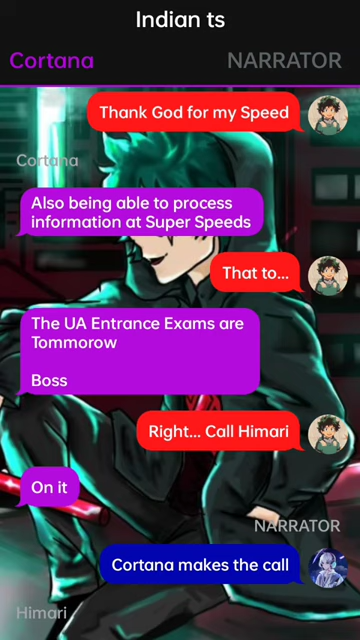 Indian ts
Cortana
NARRATOR
Thank God for my Speed
Cortana
Also being able to process
information at Super Speeds
That to...
The UA Entrance Exams are
Tommorow
Boss
Right... Call Himari
On it
NARRATOR
Cortana makes the call
Himari